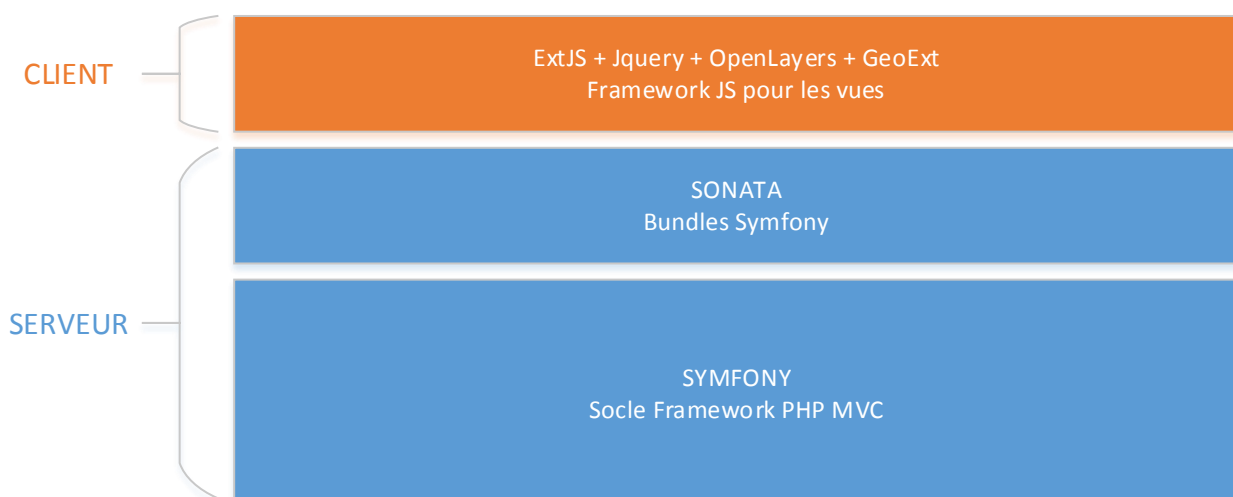 CLIENT
ExtJS + Jquery + OpenLayers + GeoExt
Framework JS pour les vues
SONATA
Bundles Symfony
SERVEUR
SYMFONY
Socle Framework PHP MVC